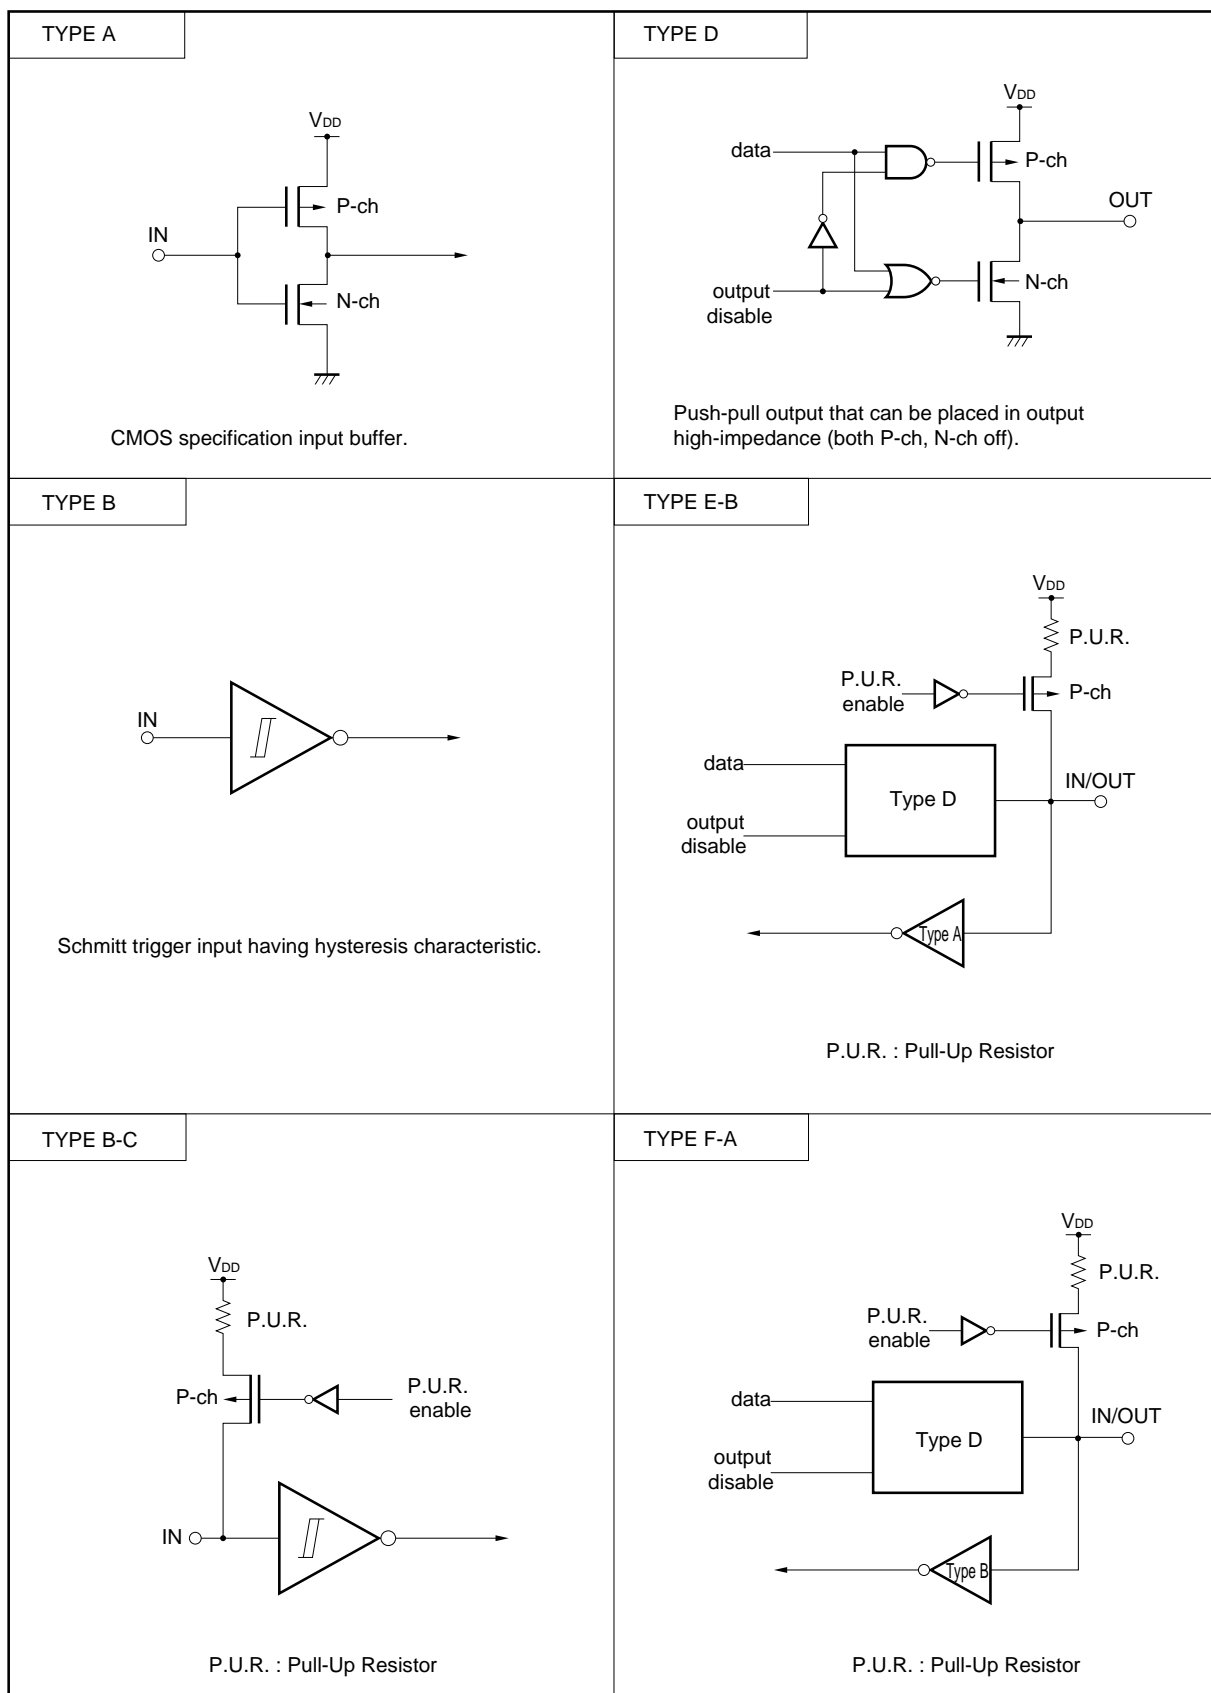 TYPE A
VDD
P-ch
IN
N-ch
CMOS specification input buffer.
TYPE D
VDD
data
P-ch
OUT
output
disable
N-ch
Push-pull output that can be placed in output
high-impedance (both P-ch, N-ch off).
TYPE B
IN
Schmitt trigger input having hysteresis characteristic.
TYPE E-B
VDD
P.U.R.
P.U.R.
enable
P-ch
data
Type D
IN/OUT
output
disable
Type A
P.U.R. : Pull-Up Resistor
TYPE B-C
VDD
P.U.R.
P-ch
P.U.R.
enable
IN
P.U.R. : Pull-Up Resistor
TYPE F-A
VDD
P.U.R.
P.U.R.
enable
P-ch
data
Type D
IN/OUT
output
disable
Type B
P.U.R. : Pull-Up Resistor